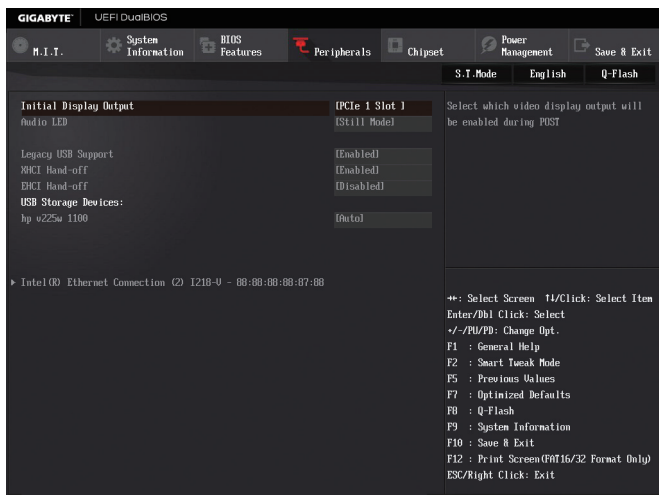 GIGABYTE™ UEFI DualBIOS
M.I.T.
System Information
BIOS Features
Peripherals
Chipset
Power Management
Save & Exit
S.T.Mode English Q-Flash
Initial Display Output [PCIe 1 Slot ]
Audio LED [Still Mode]
Legacy USB Support [Enabled]
XHCI Hand-off [Enabled]
EHCI Hand-off [Disabled]
USB Storage Devices:
hp v225w 1100 [Auto]
Intel(R) Ethernet Connection (2) I218-V - 88:88:88:88:87:88
Select which video display output will
be enabled during POST
→←: Select Screen ↑↓/Click: Select Item
Enter/Dbl Click: Select
+/-/PU/PD: Change Opt.
F1 : General Help
F2 : Smart Tweak Mode
F5 : Previous Values
F7 : Optimized Defaults
F8 : Q-Flash
F9 : System Information
F10 : Save & Exit
F12 : Print Screen(FAT16/32 Format Only)
ESC/Right Click: Exit